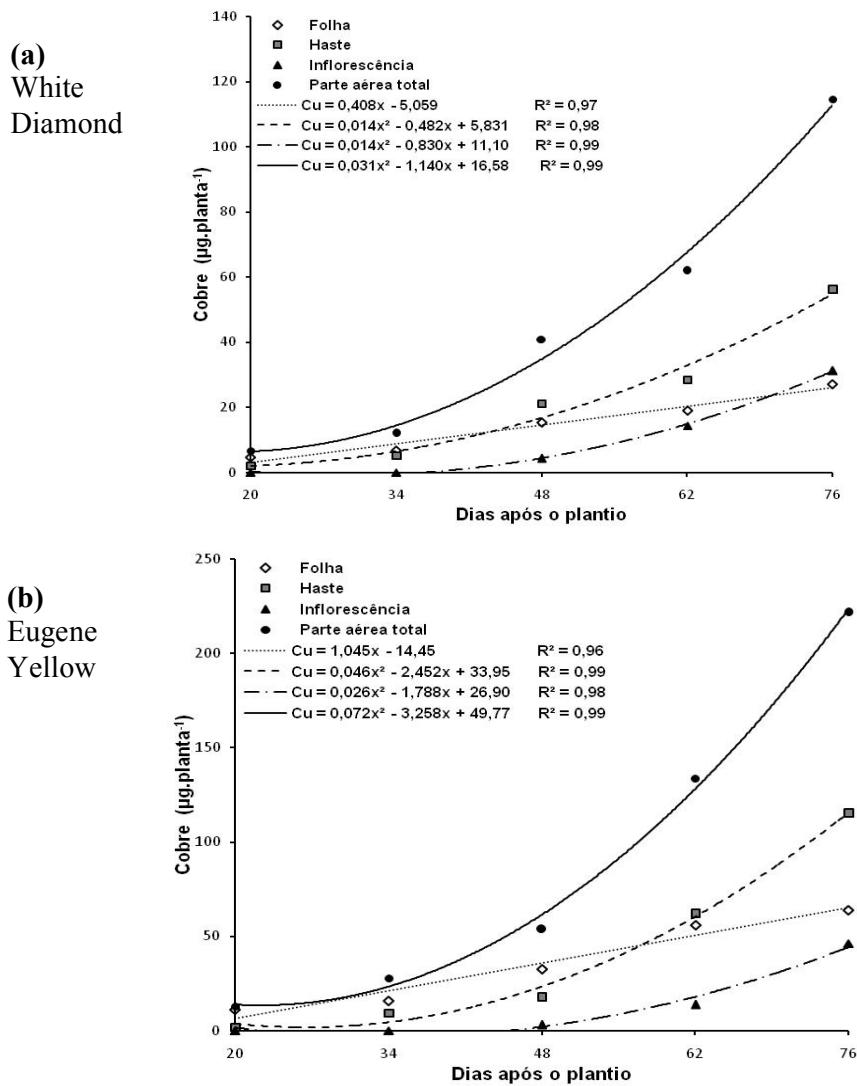 (a)
White
Diamond
140
120
100
80
60
40
20
0
Cobre (µg.planta⁻¹)
Folha
Haste
Inflorescência
Parte aérea total
Cu = 0,408x - 5,059 R² = 0,97
Cu = 0,014x² - 0,482x + 5,831 R² = 0,98
Cu = 0,014x² - 0,830x + 11,10 R² = 0,99
Cu = 0,031x² - 1,140x + 16,58 R² = 0,99
20 34 48 62 76
Dias após o plantio
(b)
Eugene
Yellow
250
200
150
100
50
0
Cobre (µg.planta⁻¹)
Folha
Haste
Inflorescência
Parte aérea total
Cu = 1,045x - 14,45 R² = 0,96
Cu = 0,046x² - 2,452x + 33,95 R² = 0,99
Cu = 0,026x² - 1,788x + 26,90 R² = 0,98
Cu = 0,072x² - 3,258x + 49,77 R² = 0,99
20 34 48 62 76
Dias após o plantio